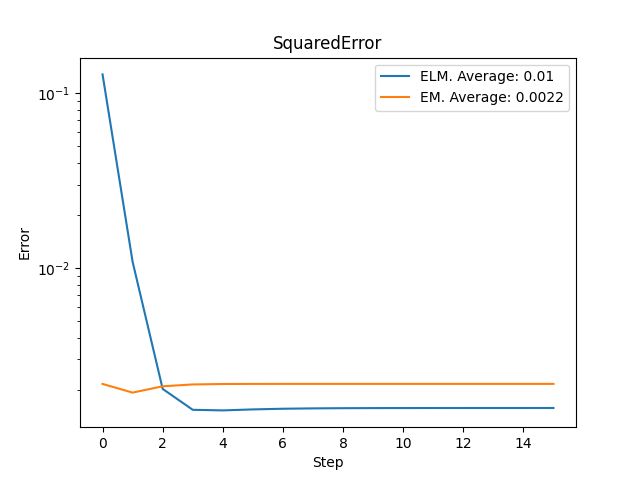 SquaredError
ELM. Average: 0.01
EM. Average: 0.0022
10⁻¹
10⁻²
Error
0 2 4 6 8 10 12 14
Step